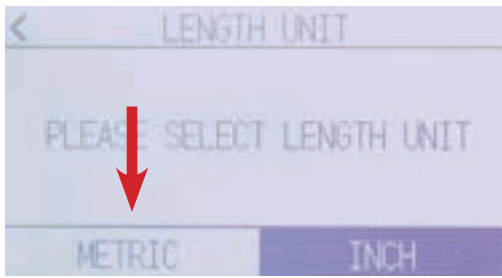 < LENGTH UNIT
PLEASE SELECT LENGTH UNIT
METRIC
INCH